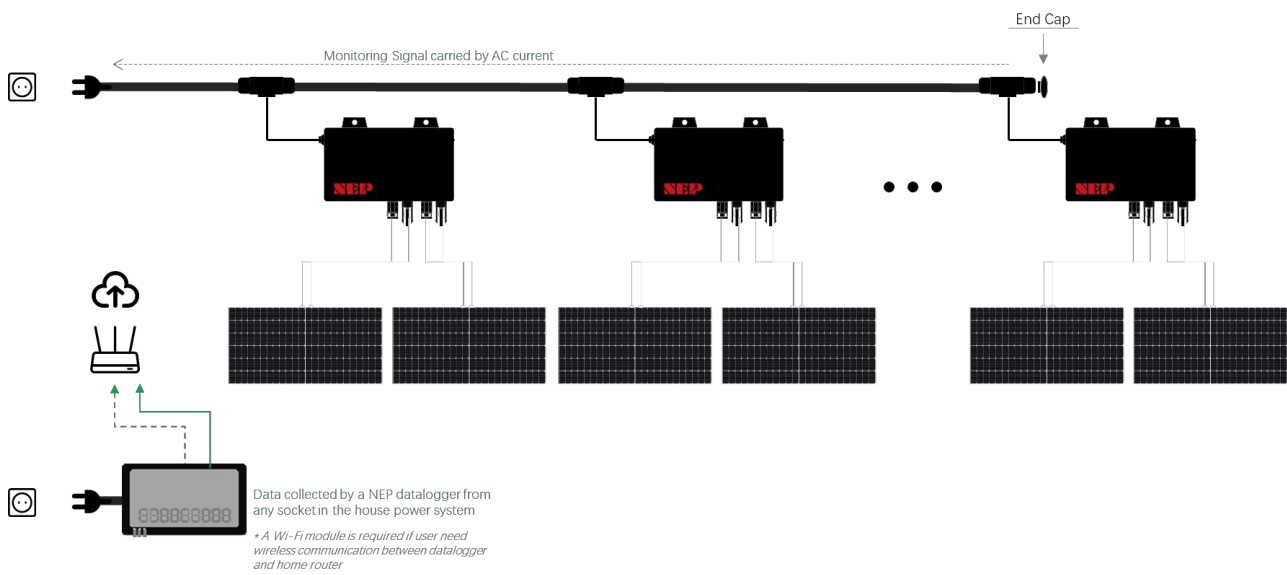 End Cap
Monitoring Signal carried by AC current
NEP
NEP
NEP
Data collected by a NEP datalogger from
any socket in the house power system
* A Wi-Fi module is required if user need
wireless communication between datalogger
and home router